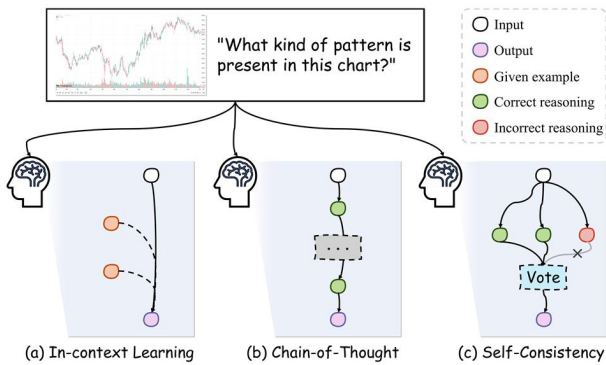 "What kind of pattern is
present in this chart?"
Input
Output
Given example
Correct reasoning
Incorrect reasoning
...
Vote
(a) In-context Learning
(b) Chain-of-Thought
(c) Self-Consistency